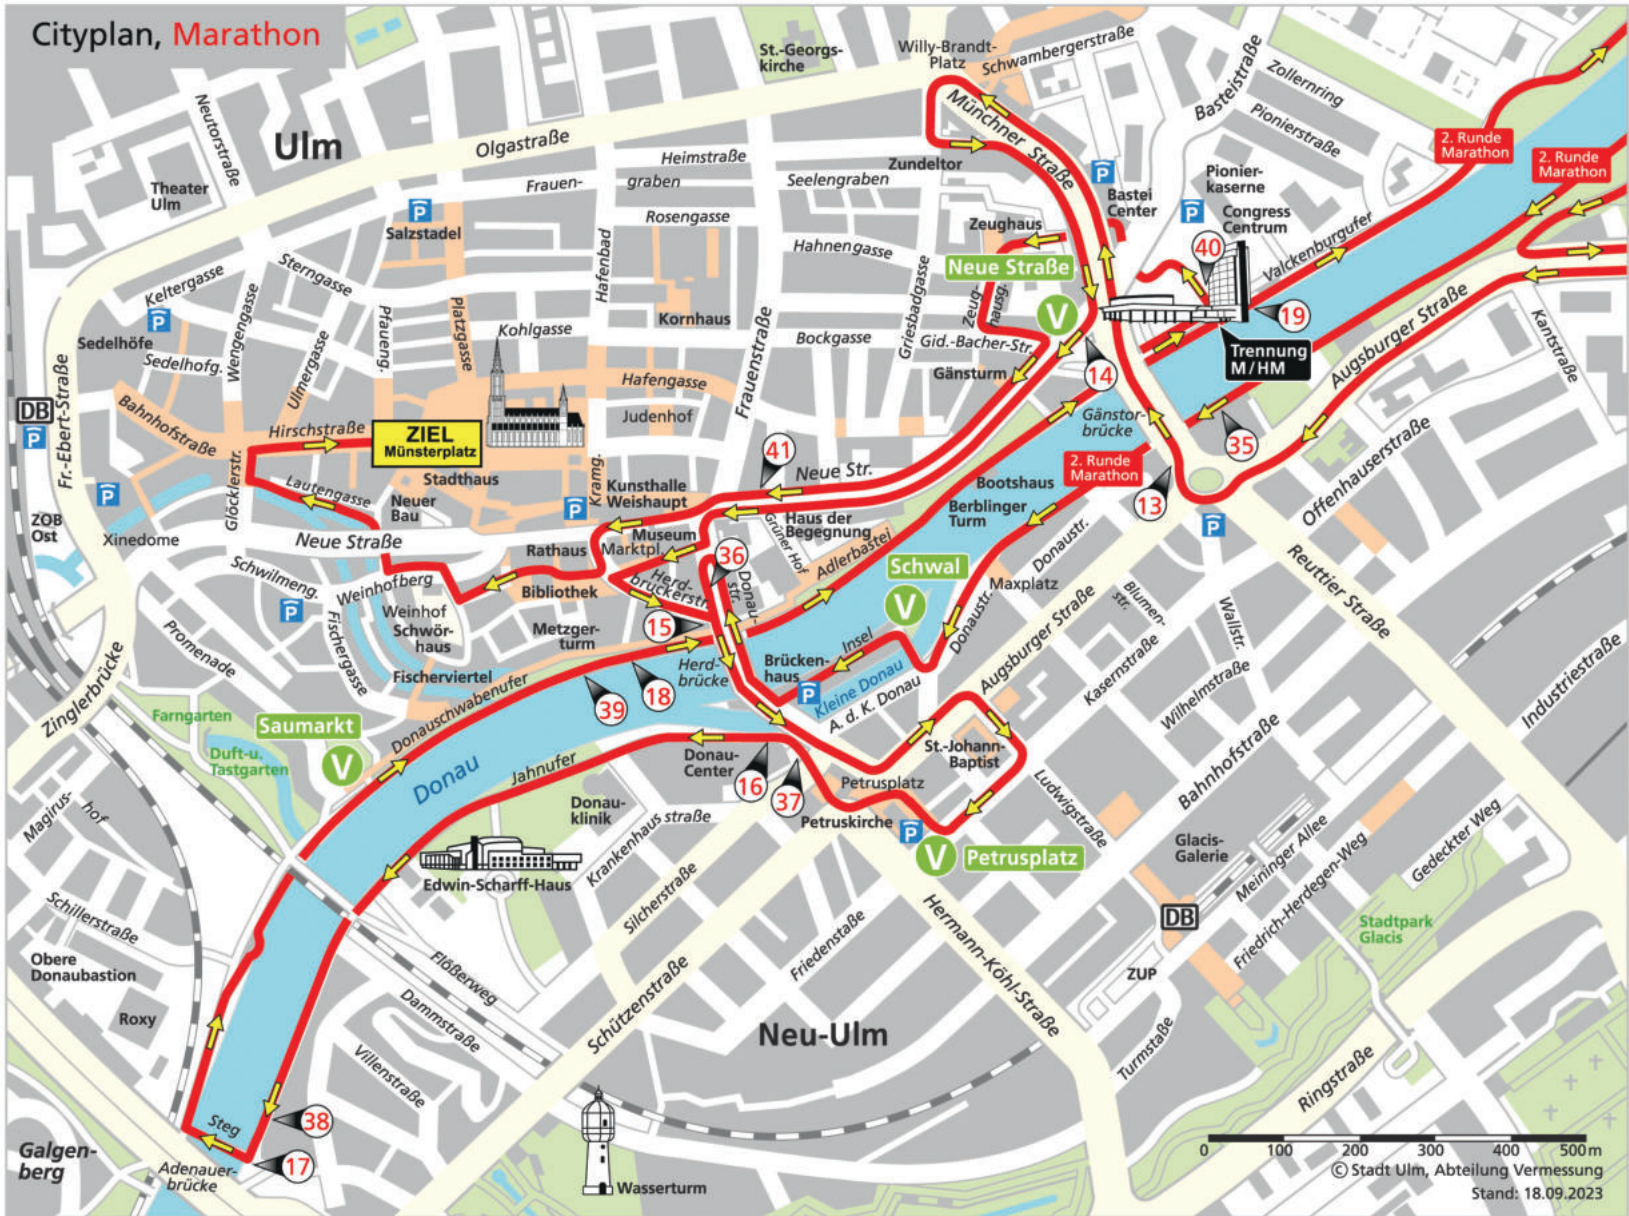 Cityplan, Marathon
St.-Georgs-
kirche
Willy-Brandt-
Platz
Schwambergerstraße
Basteistraße
Zollernring
Pionierstraße
2. Runde
Marathon
2. Runde
Marathon
Neutorstraße
Ulm
Olgastraße
Münchner Straße
Zundeltor
Heimstraße
Frauen-
graben
Seelengraben
Theater
Ulm
P
Salzstadel
Rosengasse
P
Bastei
Center
Pionier-
kaserne
P
Congress
Centrum
40
Zeughaus
Hahnengasse
Neue Straße
V
Valckenburgufer
Sterngasse
Keltergasse
Hafenbad
Griesbadgasse
Zeug-
hausg.
Wengengasse
Pfaueng.
Platzgasse
Kohlgasse
Kornhaus
Frauenstraße
Bockgasse
Gid.-Bacher-Str.
19
P
Sedelhöfe
Sedelhofg.
Ulmergasse
Gänsturm
14
Trennung
M/HM
Augsburger Straße
Kantstraße
Fr.-Ebert-Straße
DB
P
Bahnhofstraße
Hirschstraße
ZIEL
Münsterplatz
Hafengasse
Judenhof
Gänstor-
brücke
35
Offenhauserstraße
Glöcklerstr.
Lautengasse
Stadthaus
Neuer
Bau
Kramg.
41
Neue Str.
2. Runde
Marathon
13
P
P
Kunsthalle
Weishaupt
P
Bootshaus
Berblinger
Turm
ZOB
Ost
Xinedome
Neue Straße
Rathaus
Museum
Marktpl.
Haus der
Begegnung
Grüner Hof
Adlerbastei
Schwal
V
Donaustr.
Maxplatz
Reuttier Straße
Schwilmeng.
Weinhofberg
Bibliothek
Herd-
brückerstr.
36
Donau-
str.
P
Weinhof
Schwör-
haus
Fischergasse
Metzger-
turm
15
Blumen-
str.
Wallstr.
Augsburger Straße
Kasernstraße
Promenade
Insel
Donaustr.
Fischerviertel
Herd-
brücke
Brücken-
haus
P
Kleine Donau
A. d. K. Donau
Wilhelmstraße
Industriestraße
Zinglerbrücke
Farngarten
Saumarkt
V
Donauschwabenufer
39
18
Duft-u.
Tastgarten
Donau
Jahnufer
Donau-
Center
16
37
St.-Johann-
Baptist
Petrusplatz
Bahnhofstraße
Ludwigstraße
Magirus-
hof
Donau-
klinik
Krankenhausstraße
Petruskirche
P
V
Petrusplatz
Glacis-
Galerie
Meininger Allee
Gedeckter Weg
Friedrich-Herdegen-Weg
Edwin-Scharff-Haus
Silcherstraße
Schillerstraße
Obere
Donaubastion
Flößerweg
Hermann-Köhl-Straße
DB
Stadtpark
Glacis
Friedenstaße
ZUP
Roxy
Dammstraße
Schützenstraße
Neu-Ulm
Villenstraße
Turmstaße
Ringstraße
38
Steg
17
Galgen-
berg
Adenauer-
brücke
Wasserturm
0 100 200 300 400 500m
© Stadt Ulm, Abteilung Vermessung
Stand: 18.09.2023